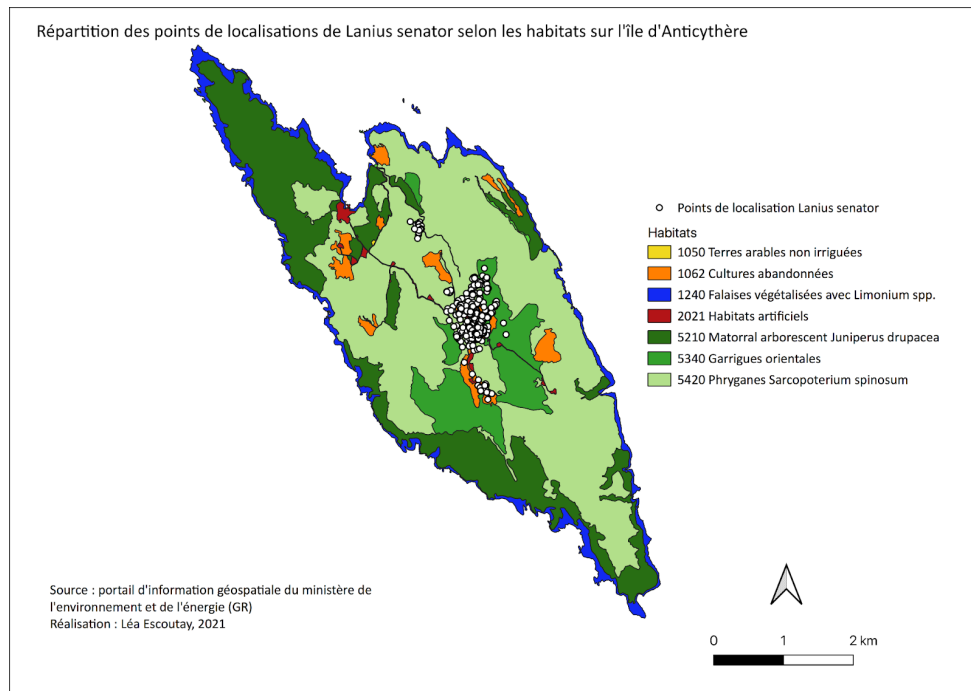 Répartition des points de localisations de Lanius senator selon les habitats sur l'île d'Anticythère
Points de localisation Lanius senator
Habitats
1050 Terres arables non irriguées
1062 Cultures abandonnées
1240 Falaises végétalisées avec Limonium spp.
2021 Habitats artificiels
5210 Matorral arborescent Juniperus drupacea
5340 Garrigues orientales
5420 Phryganes Sarcopoterium spinosum
Source : portail d'information géospatiale du ministère de
l'environnement et de l'énergie (GR)
Réalisation : Léa Escoutay, 2021
0 1 2 km